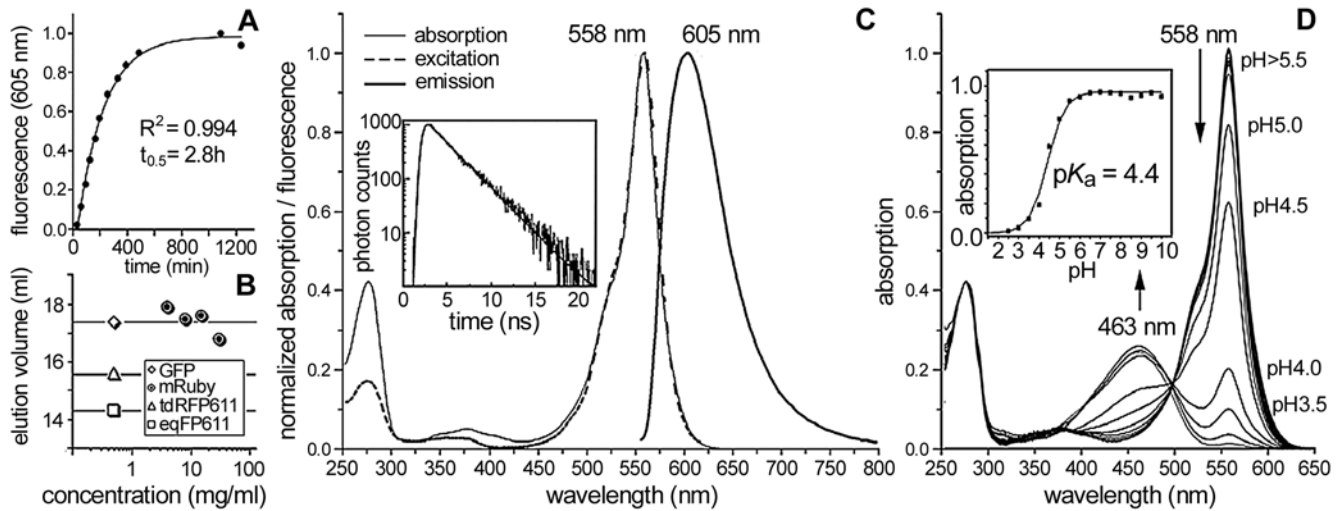 A
fluorescence (605 nm)
1.0
0.8
0.6
0.4
0.2
0.0
R² = 0.994
t₀.₅ = 2.8h
0 400 800 1200
time (min)
B
elution volume (ml)
18
16
14
GFP
mRuby
tdRFP611
eqFP611
1 10 100
concentration (mg/ml)
C
normalized absorption / fluorescence
1.0
0.8
0.6
0.4
0.2
0.0
absorption
excitation
emission
558 nm
605 nm
photon counts
1000
100
10
0 5 10 15 20
time (ns)
250 300 350 400 450 500 550 600 650 700 750 800
wavelength (nm)
D
absorption
1.0
0.8
0.6
0.4
0.2
0.0
558 nm
pH>5.5
pH5.0
pH4.5
pH4.0
pH3.5
463 nm
absorption
1.0
0.0
pKa = 4.4
2 3 4 5 6 7 8 9 10
pH
250 300 350 400 450 500 550 600 650
wavelength (nm)